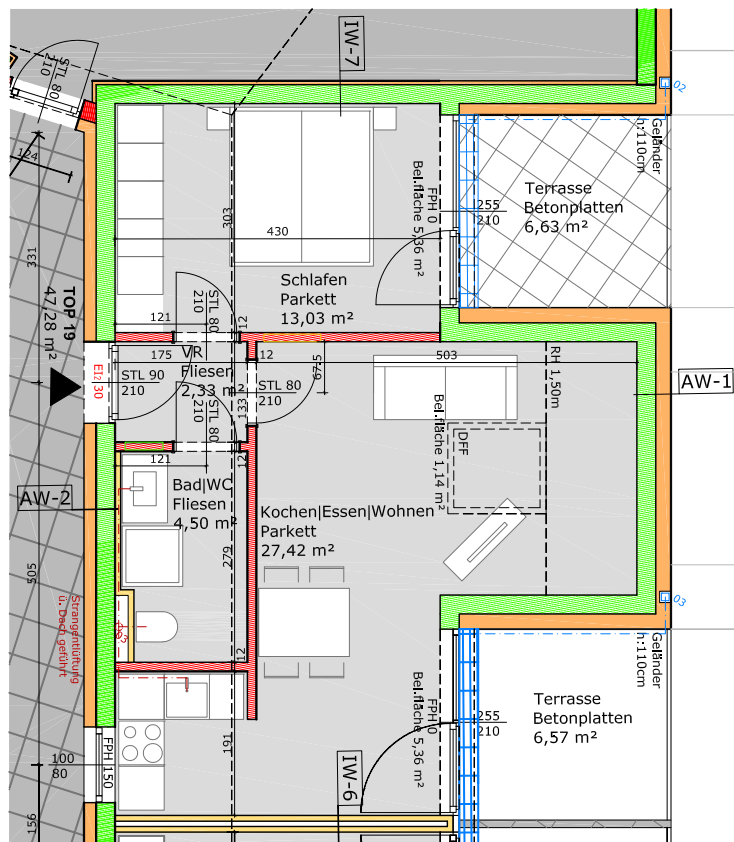 IW-7
STL 80
210
02
Geländer
h:110cm
124
FPH 0
Bel.fläche 5,36 m²
Terrasse
Betonplatten
6,63 m²
255
210
303
430
331
Schlafen
Parkett
13,03 m²
TOP 19
47,28 m²
121
STL 80
210
12
175
VR
Fliesen
2,33 m²
12
67,5
503
RH 1,50m
EI₂ 30
STL 90
210
STL 80
210
133
AW-1
STL 80
210
Bel.fläche 1,14 m²
DFF
121
12
AW-2
Bad|WC
Fliesen
4,50 m²
Kochen|Essen|Wohnen
Parkett
27,42 m²
279
505
Strangentlüftung
ü. Dach geführt
03
12
Geländer
h:110cm
FPH 0
Bel.fläche 5,36 m²
Terrasse
Betonplatten
6,57 m²
255
210
191
100
80
FPH 150
IW-6
156